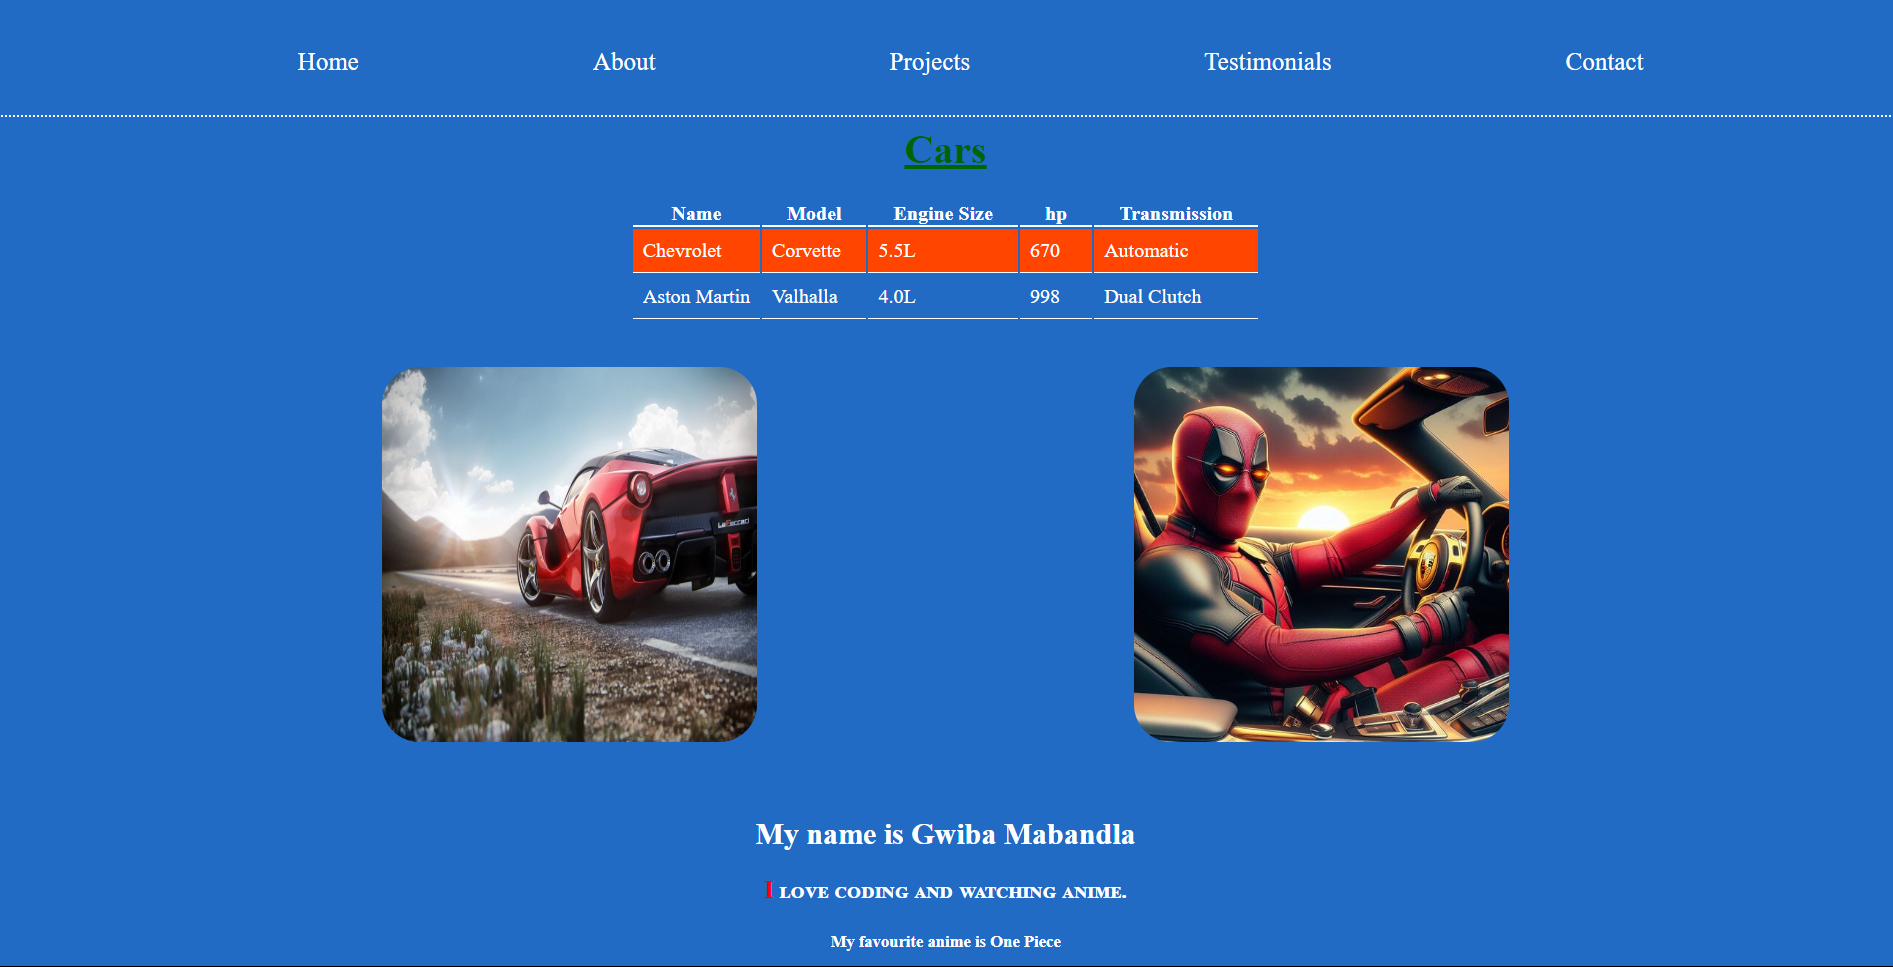 Home About Projects Testimonials Contact
Cars
Name Model Engine Size hp Transmission
Chevrolet Corvette 5.5L 670 Automatic
Aston Martin Valhalla 4.0L 998 Dual Clutch
LaFerrari
My name is Gwiba Mabandla
I LOVE CODING AND WATCHING ANIME.
My favourite anime is One Piece